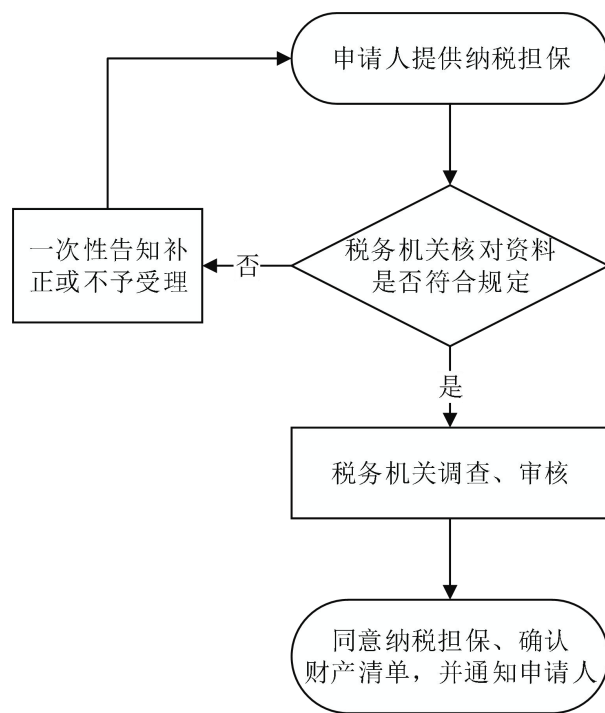 申请人提供纳税担保
税务机关核对资料
是否符合规定
否
一次性告知补
正或不予受理
是
税务机关调查、审核
同意纳税担保、确认
财产清单，并通知申请人